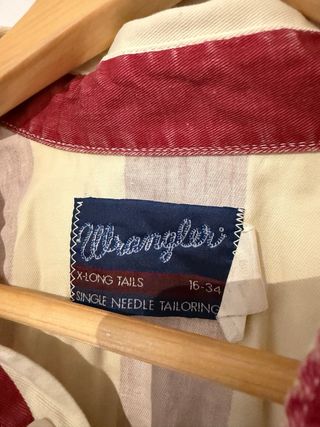 Wrangler
X-LONG TAILS 16-34
SINGLE NEEDLE TAILORING